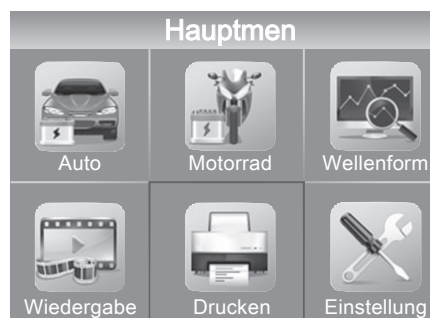 Hauptmen
Auto Motorrad Wellenform
Wiedergabe Drucken Einstellung